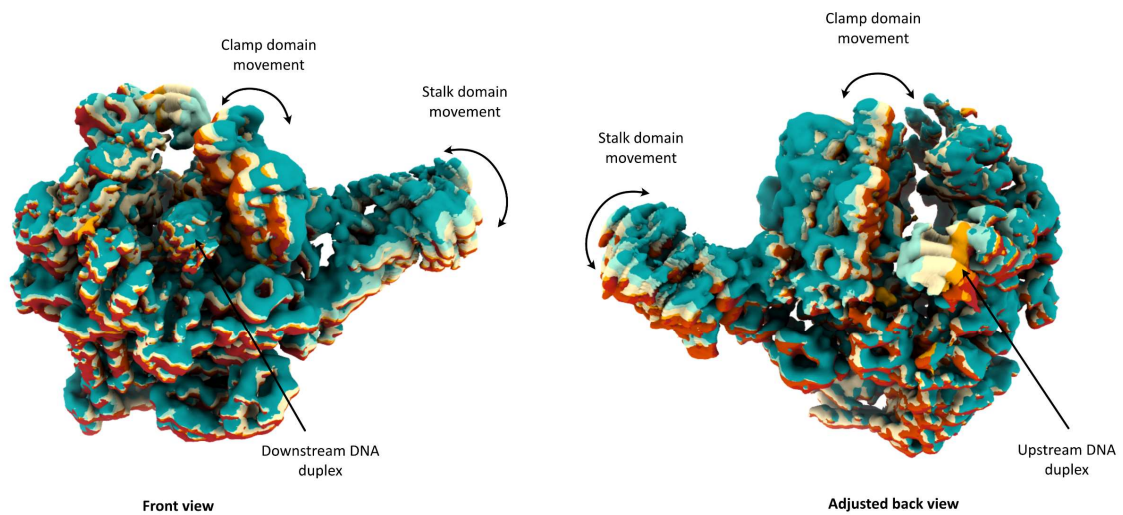 Clamp domain
movement
Stalk domain
movement
Downstream DNA
duplex
Front view
Clamp domain
movement
Stalk domain
movement
Upstream DNA
duplex
Adjusted back view